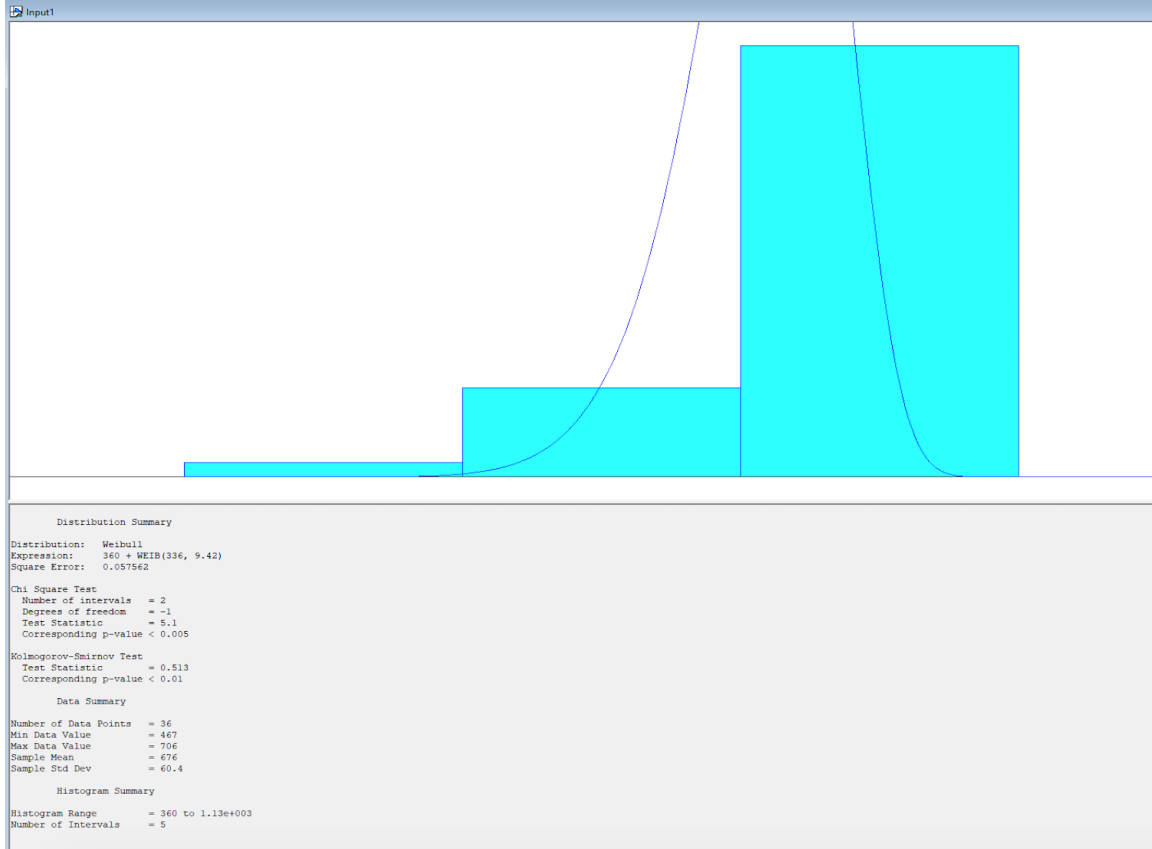 Input1
Distribution Summary
Distribution: Weibull
Expression: 360 + WEIB(336, 9.42)
Square Error: 0.057562
Chi Square Test
Number of intervals = 2
Degrees of freedom = -1
Test Statistic = 5.1
Corresponding p-value < 0.005
Kolmogorov-Smirnov Test
Test Statistic = 0.513
Corresponding p-value < 0.01
Data Summary
Number of Data Points = 36
Min Data Value = 467
Max Data Value = 706
Sample Mean = 676
Sample Std Dev = 60.4
Histogram Summary
Histogram Range = 360 to 1.13e+003
Number of Intervals = 5